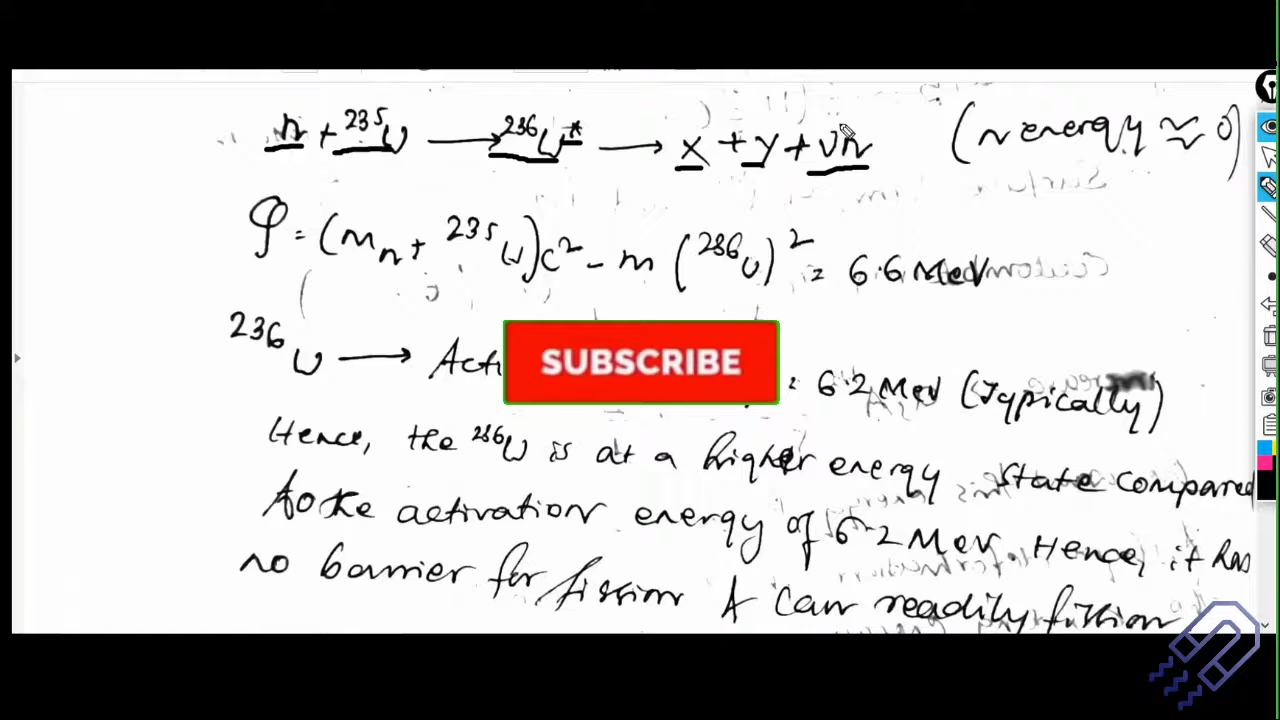 n + ²³⁵U → ²³⁶U* → x + y + νn (n energy ≈ 0)
Q = (Mn + ²³⁵U)c² - m (²³⁶U)² = 6.6 MeV
²³⁶U → Acti = 6.2 MeV (Typically)
SUBSCRIBE
Hence, the ²³⁶U is at a higher energy state compared
to the activation energy of 6.2 MeV. Hence, it has
no barrier for fission & can readily fission